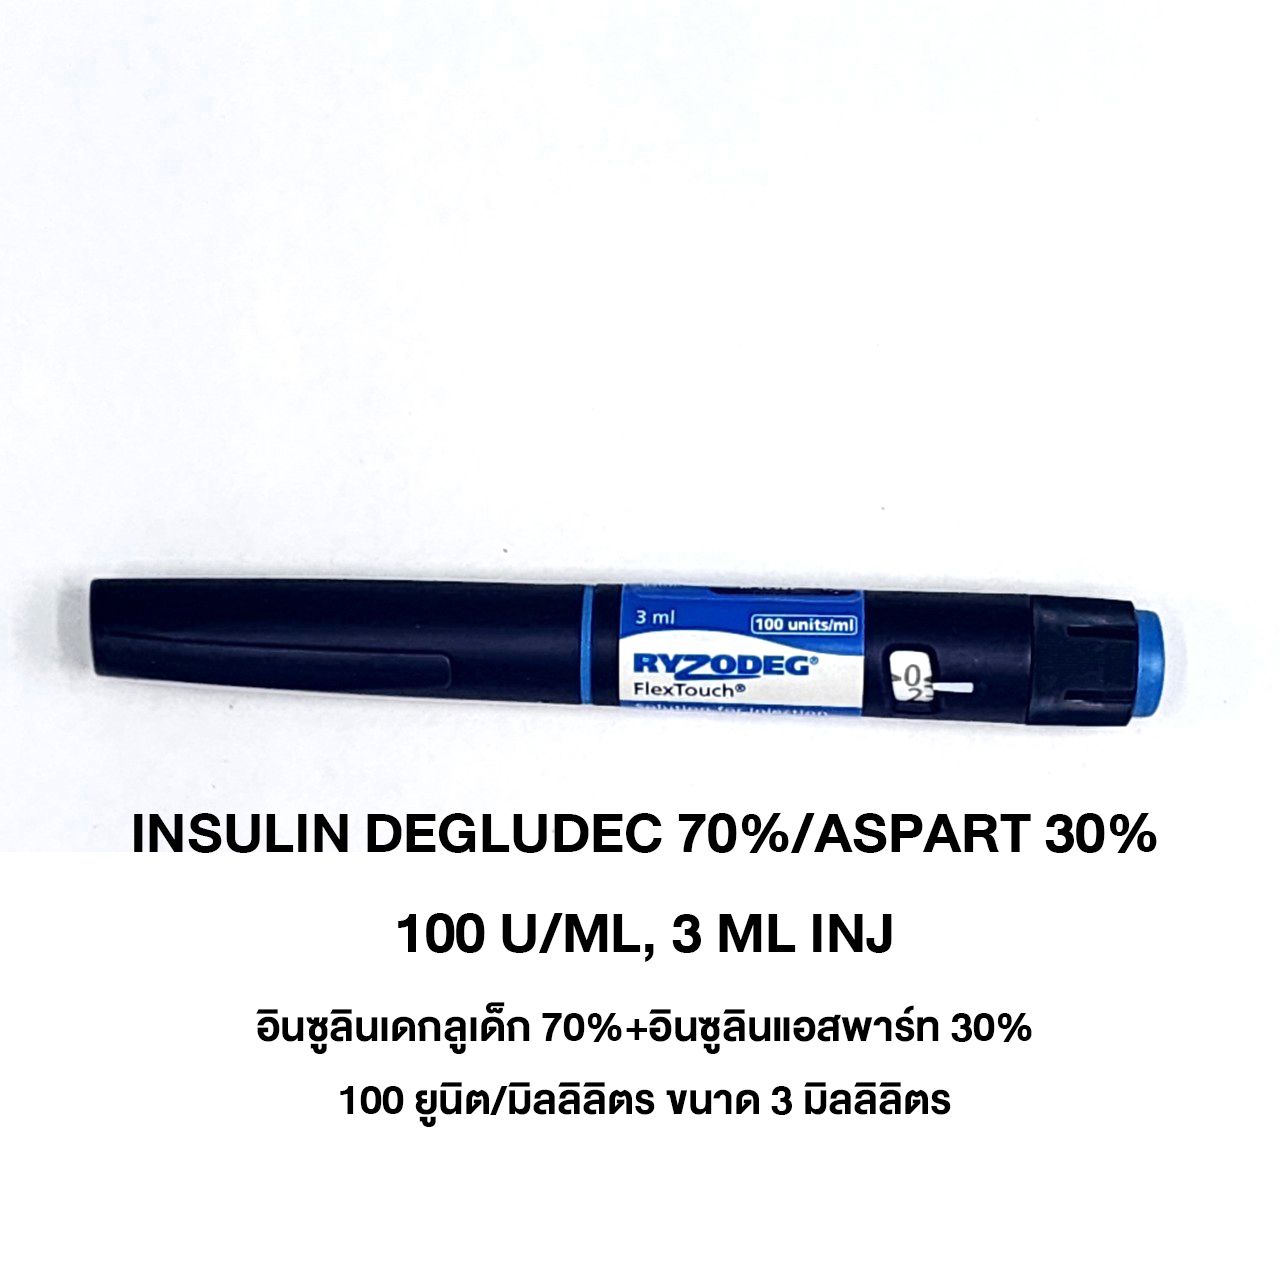 3 ml
100 units/ml
RYZODEG®
FlexTouch®
solution for injection
0
2
INSULIN DEGLUDEC 70%/ASPART 30%
100 U/ML, 3 ML INJ
อินซูลินเดกลูเด็ก 70%+อินซูลินแอสพาร์ท 30%
100 ยูนิต/มิลลิลิตร ขนาด 3 มิลลิลิตร